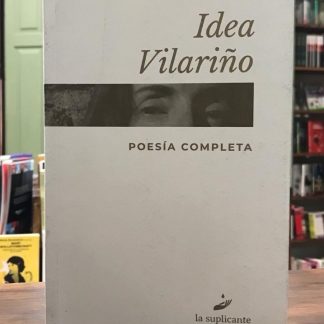 Idea
Vilariño
POESÍA COMPLETA
la suplicante